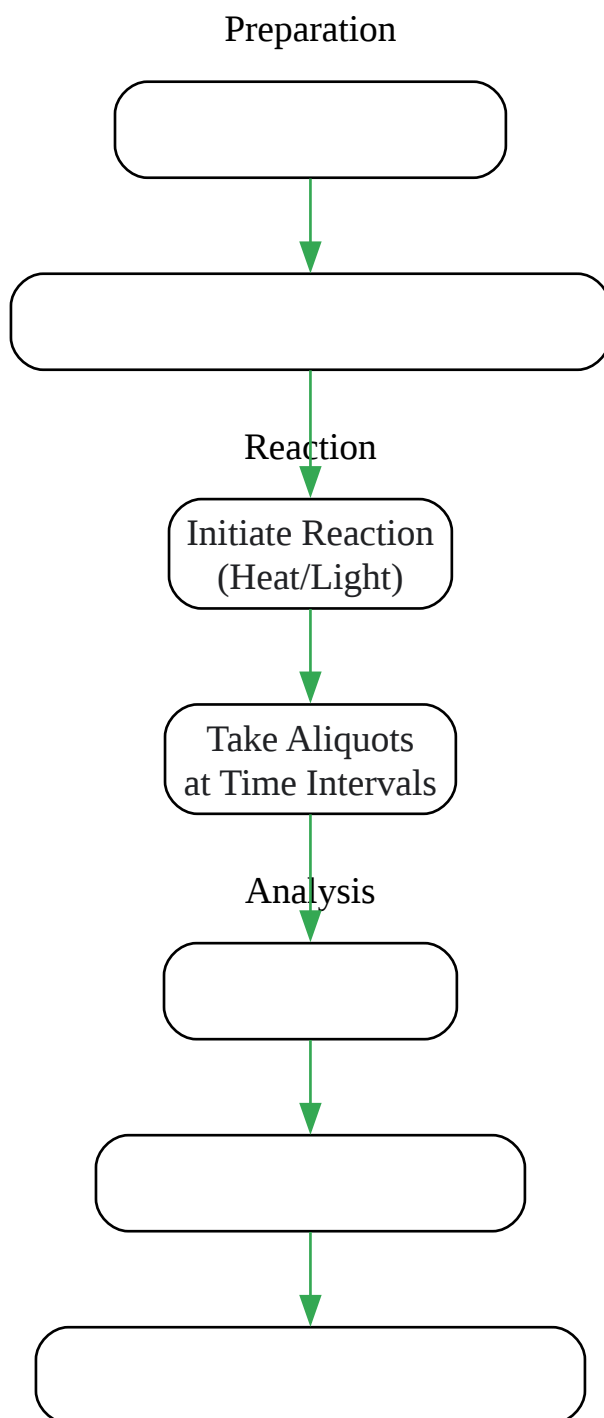 Preparation
Reaction
Initiate Reaction
(Heat/Light)
Take Aliquots
at Time Intervals
Analysis